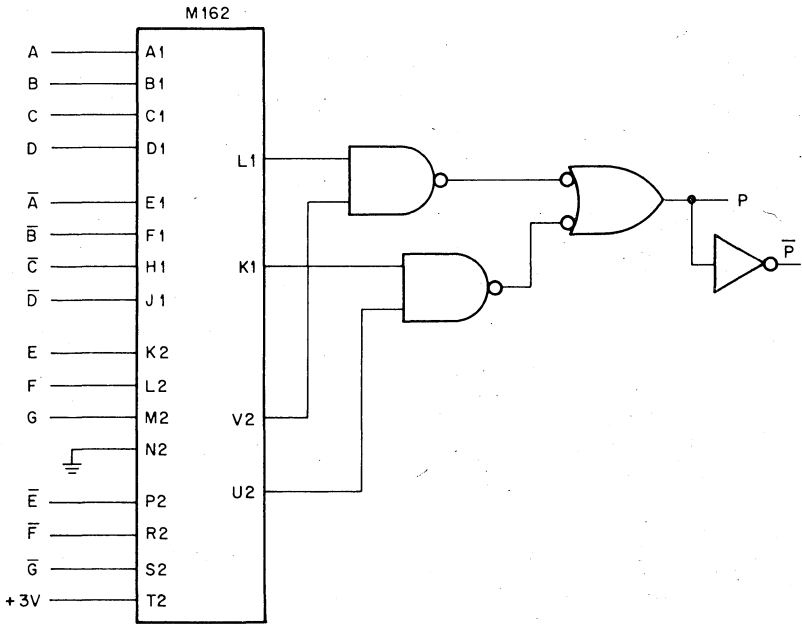 M162
A A1
B B1
C C1
D D1
L1
A̅ E1
P
B̅ F1
P̅
C̅ H1
K1
D̅ J1
E K2
F L2
G M2
V2
N2
U2
E̅ P2
F̅ R2
G̅ S2
+3V T2